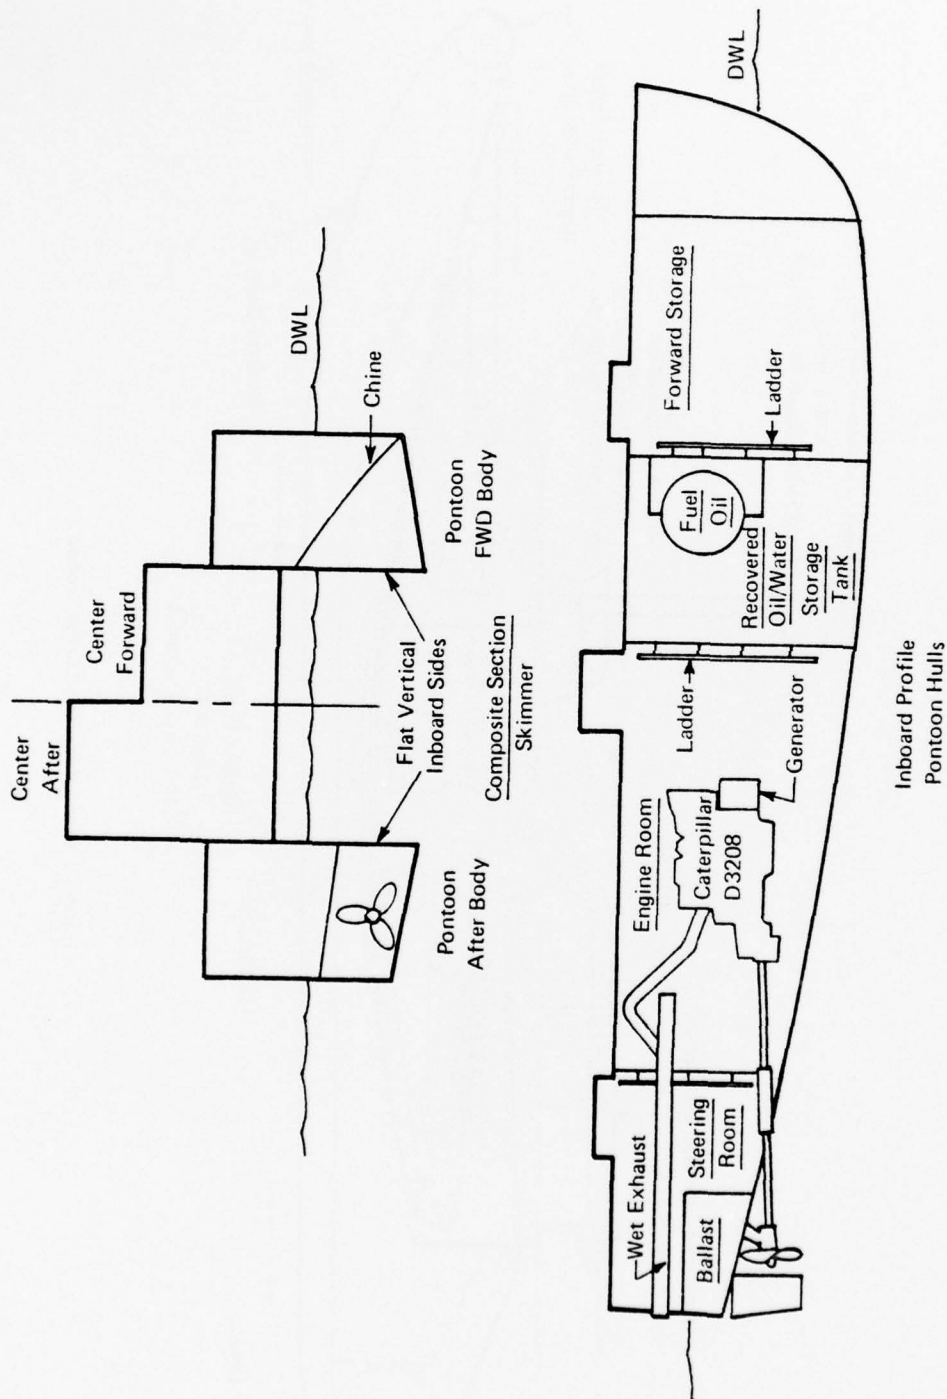 Center
After
Center
Forward
DWL
Chine
Flat Vertical
Inboard Sides
Pontoon
After Body
Composite Section
Skimmer
Pontoon
FWD Body
Wet Exhaust
Ballast
Steering
Room
Engine Room
Caterpillar
D3208
Generator
Ladder
Fuel
Oil
Recovered
Oil/Water
Storage
Tank
Ladder
Forward Storage
DWL
Inboard Profile
Pontoon Hulls